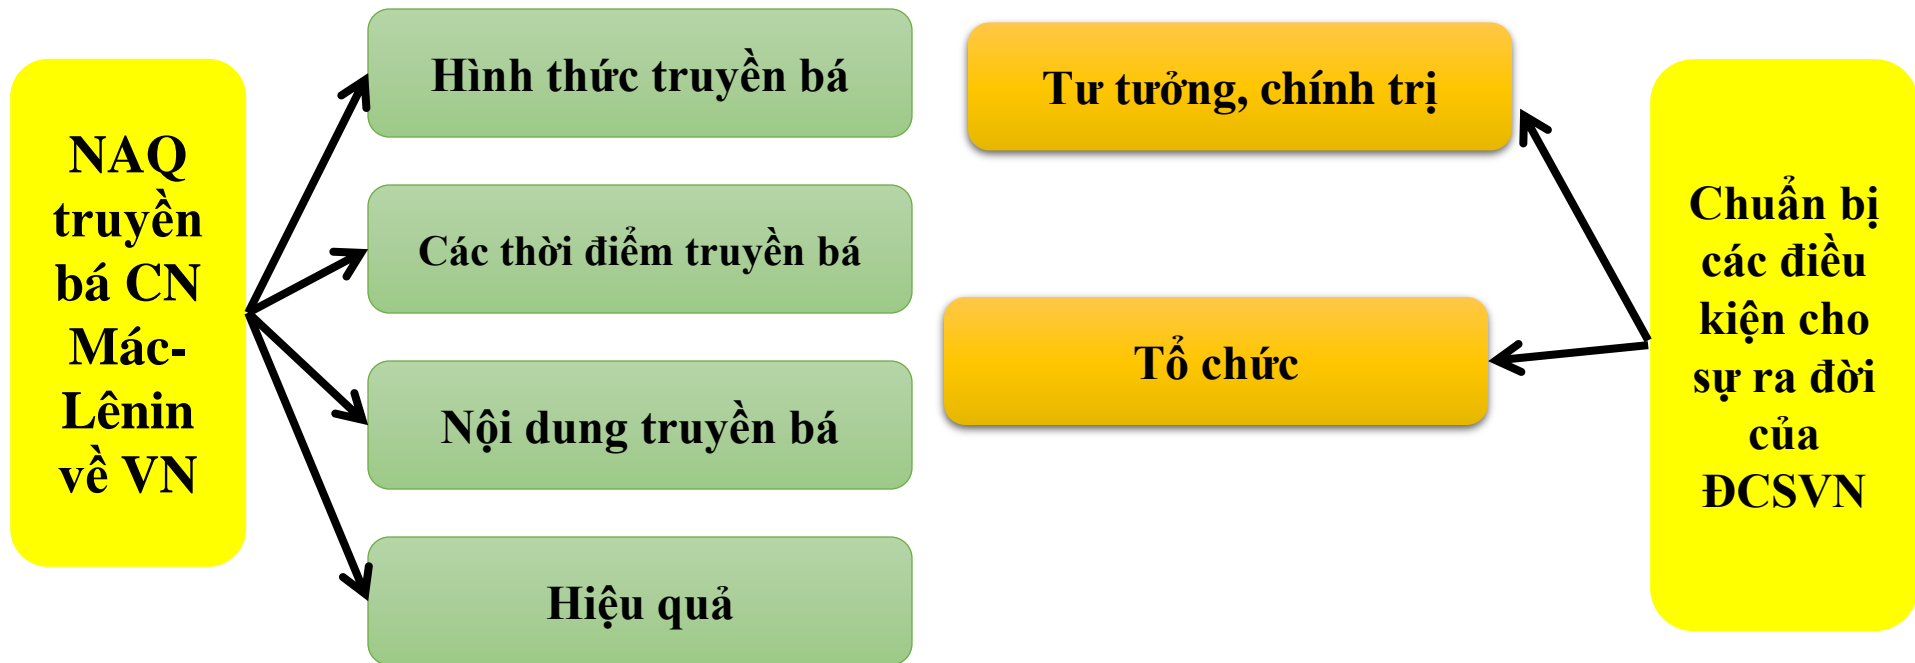 NAQ
truyền
bá CN
Mác-
Lênin
về VN
Hình thức truyền bá
Các thời điểm truyền bá
Nội dung truyền bá
Hiệu quả
Tư tưởng, chính trị
Tổ chức
Chuẩn bị
các điều
kiện cho
sự ra đời
của
ĐCSVN